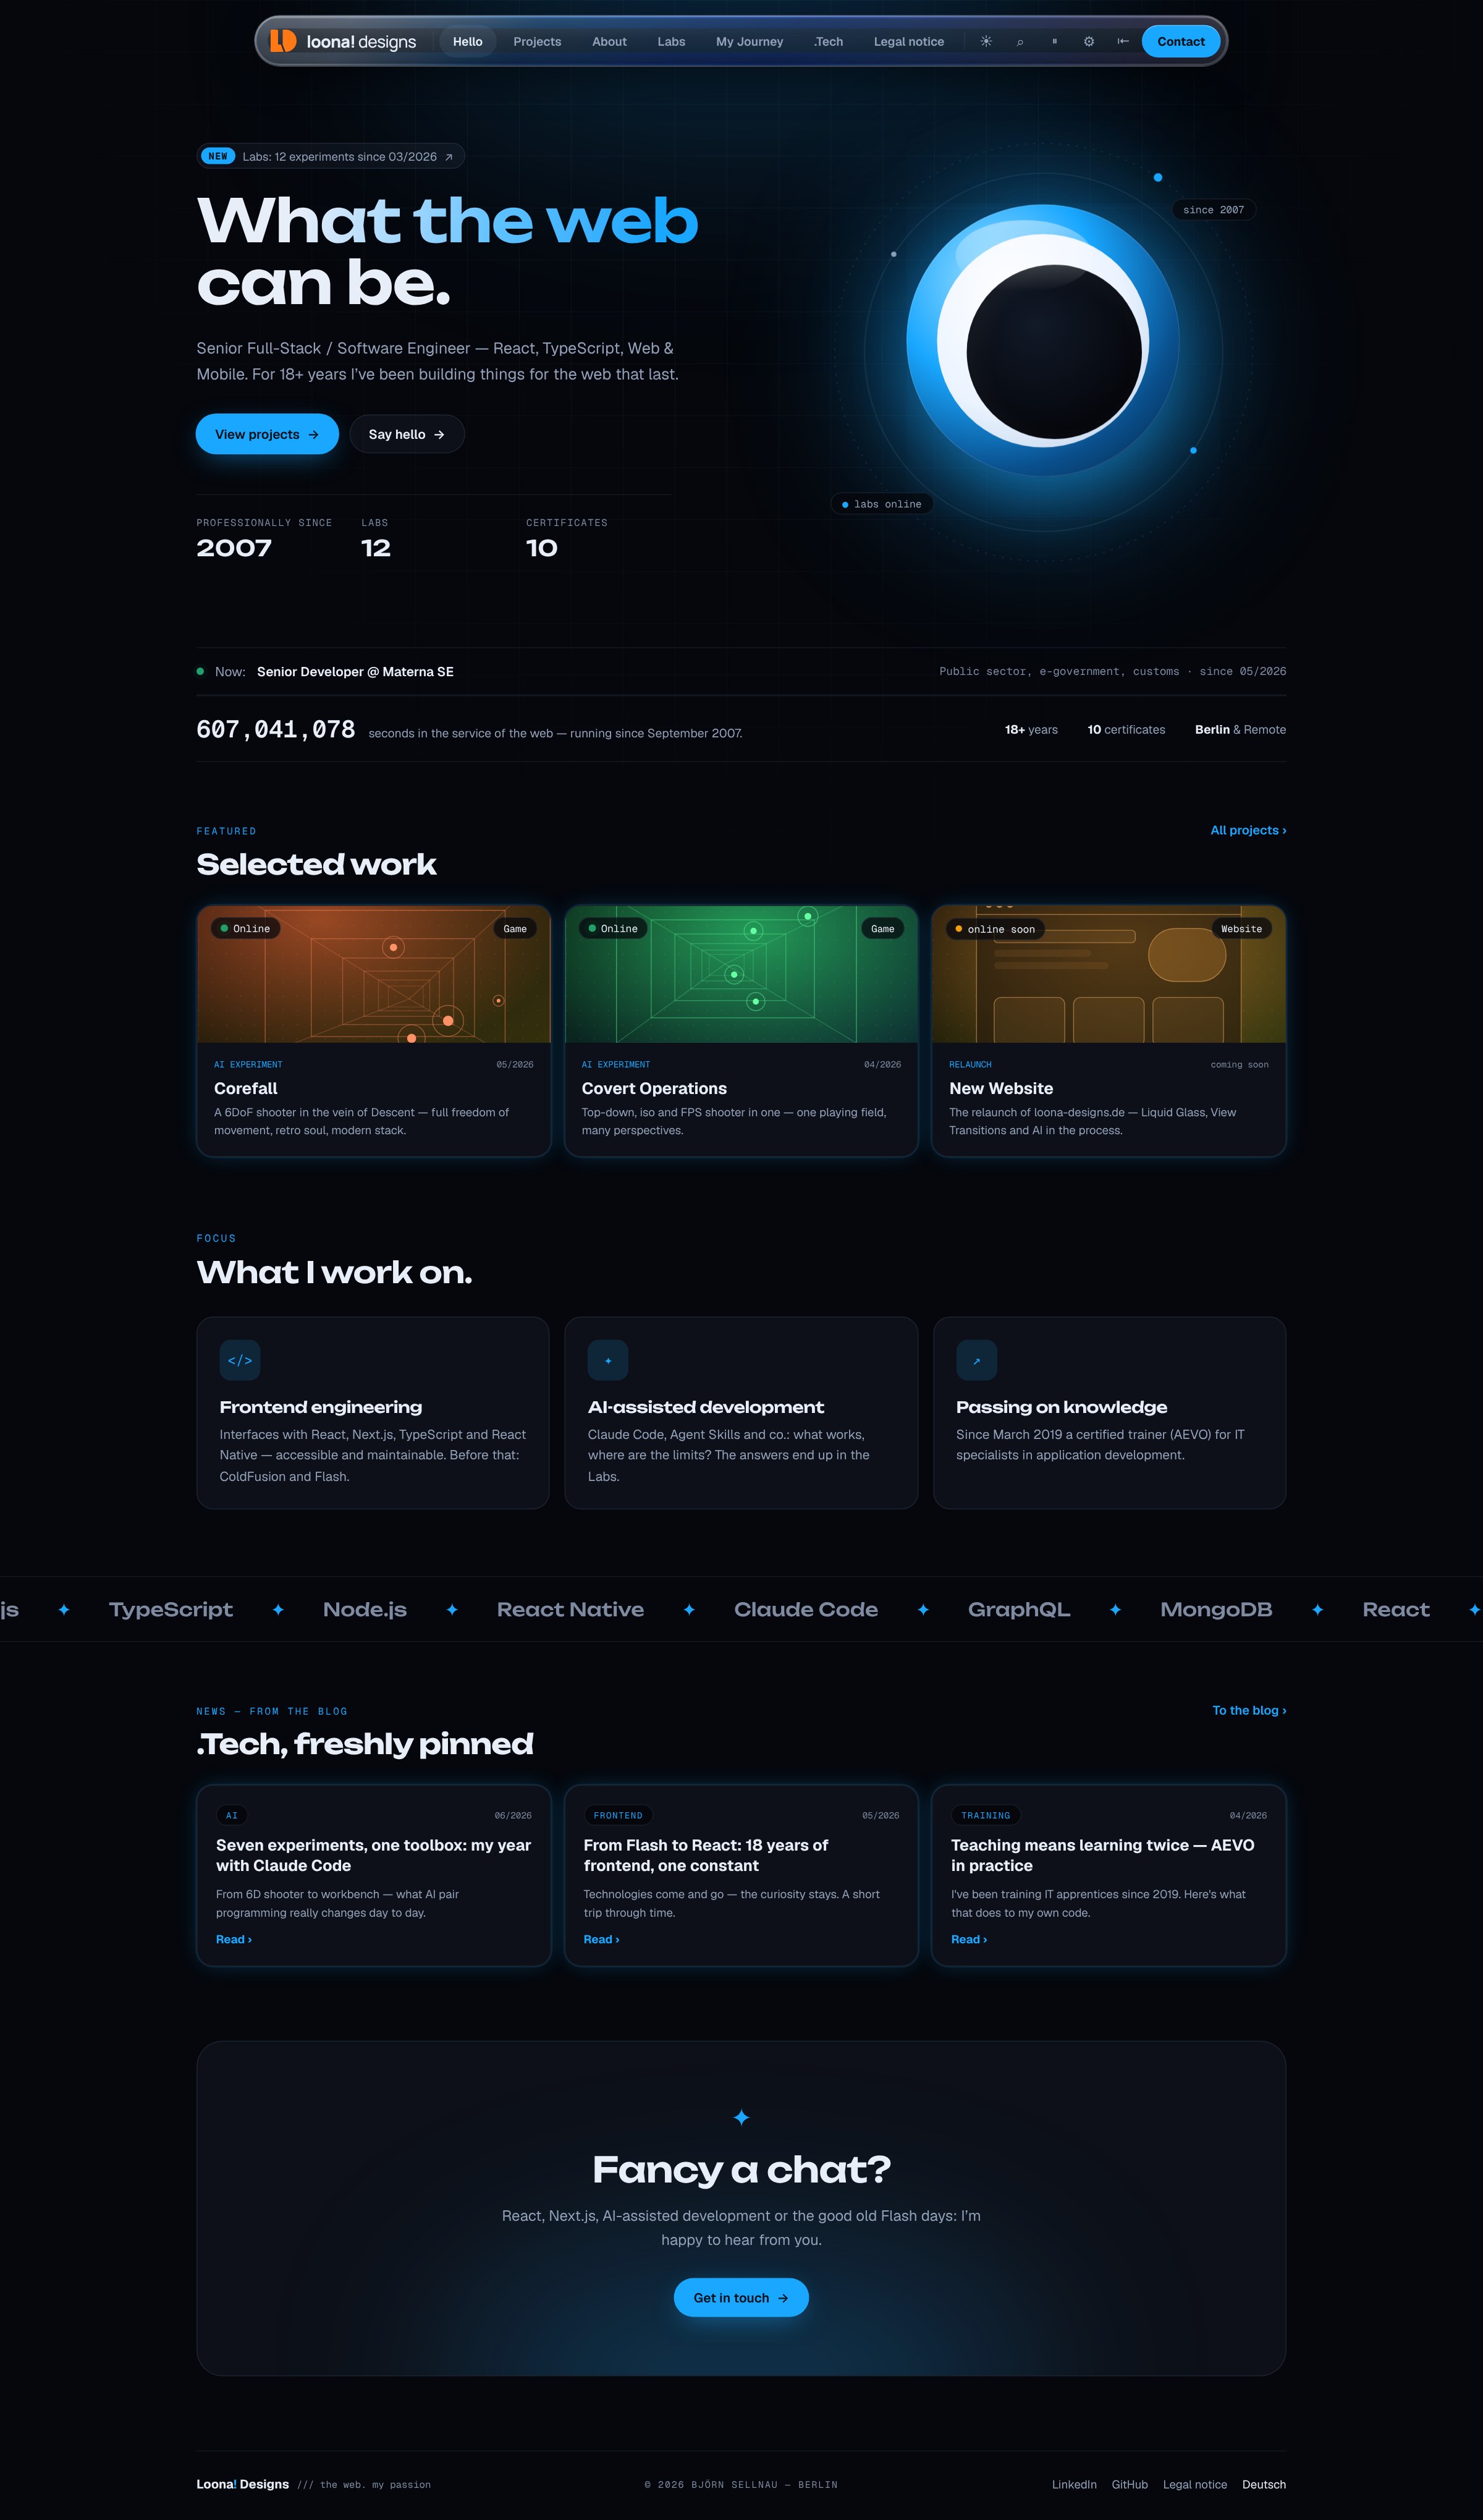 loona! designs
Hello
Projects
About
Labs
My Journey
.Tech
Legal notice
Contact
NEW Labs: 12 experiments since 03/2026 ↗
What the web
can be.
Senior Full-Stack / Software Engineer — React, TypeScript, Web &
Mobile. For 18+ years I've been building things for the web that last.
View projects →
Say hello →
since 2007
labs online
PROFESSIONALLY SINCE
2007
LABS
12
CERTIFICATES
10
Now: Senior Developer @ Materna SE
Public sector, e-government, customs · since 05/2026
607,041,078 seconds in the service of the web — running since September 2007.
18+ years
10 certificates
Berlin & Remote
FEATURED
Selected work
All projects ›
Online
Game
AI EXPERIMENT
05/2026
Corefall
A 6DoF shooter in the vein of Descent — full freedom of
movement, retro soul, modern stack.
Online
Game
AI EXPERIMENT
04/2026
Covert Operations
Top-down, iso and FPS shooter in one — one playing field,
many perspectives.
online soon
Website
RELAUNCH
coming soon
New Website
The relaunch of loona-designs.de — Liquid Glass, View
Transitions and AI in the process.
FOCUS
What I work on.
</>
Frontend engineering
Interfaces with React, Next.js, TypeScript and React
Native — accessible and maintainable. Before that:
ColdFusion and Flash.
AI-assisted development
Claude Code, Agent Skills and co.: what works,
where are the limits? The answers end up in the
Labs.
↗
Passing on knowledge
Since March 2019 a certified trainer (AEVO) for IT
specialists in application development.
js ✦ TypeScript ✦ Node.js ✦ React Native ✦ Claude Code ✦ GraphQL ✦ MongoDB ✦ React ✦
NEWS — FROM THE BLOG
.Tech, freshly pinned
To the blog ›
AI
06/2026
Seven experiments, one toolbox: my year
with Claude Code
From 6D shooter to workbench — what AI pair
programming really changes day to day.
Read ›
FRONTEND
05/2026
From Flash to React: 18 years of
frontend, one constant
Technologies come and go — the curiosity stays. A short
trip through time.
Read ›
TRAINING
04/2026
Teaching means learning twice — AEVO
in practice
I've been training IT apprentices since 2019. Here's what
that does to my own code.
Read ›
Fancy a chat?
React, Next.js, AI-assisted development or the good old Flash days: I'm
happy to hear from you.
Get in touch →
Loona! Designs /// the web. my passion
© 2026 BJÖRN SELLNAU — BERLIN
LinkedIn
GitHub
Legal notice
Deutsch